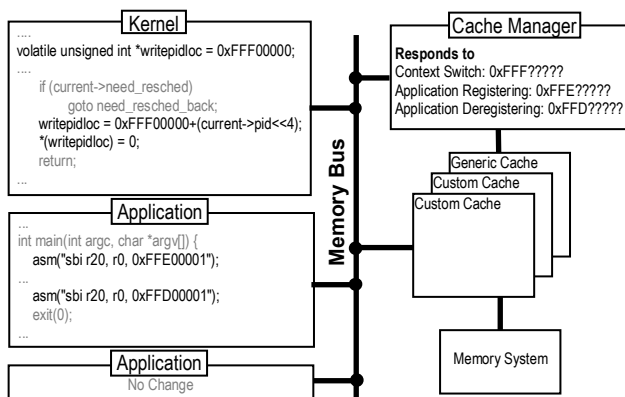 Kernel
....
volatile unsigned int *writepidloc = 0xFFF00000;
....
if (current->need_resched)
goto need_resched_back;
writepidloc = 0xFFF00000+(current->pid<<4);
*(writepidloc) = 0;
return;
...
Application
...
int main(int argc, char *argv[]) {
asm("sbi r20, r0, 0xFFE00001");
...
asm("sbi r20, r0, 0xFFD00001");
exit(0);
...
Application
No Change
Memory Bus
Cache Manager
Responds to
Context Switch: 0xFFF?????
Application Registering: 0xFFE?????
Application Deregistering: 0xFFD?????
Generic Cache
Custom Cache
Custom Cache
Memory System